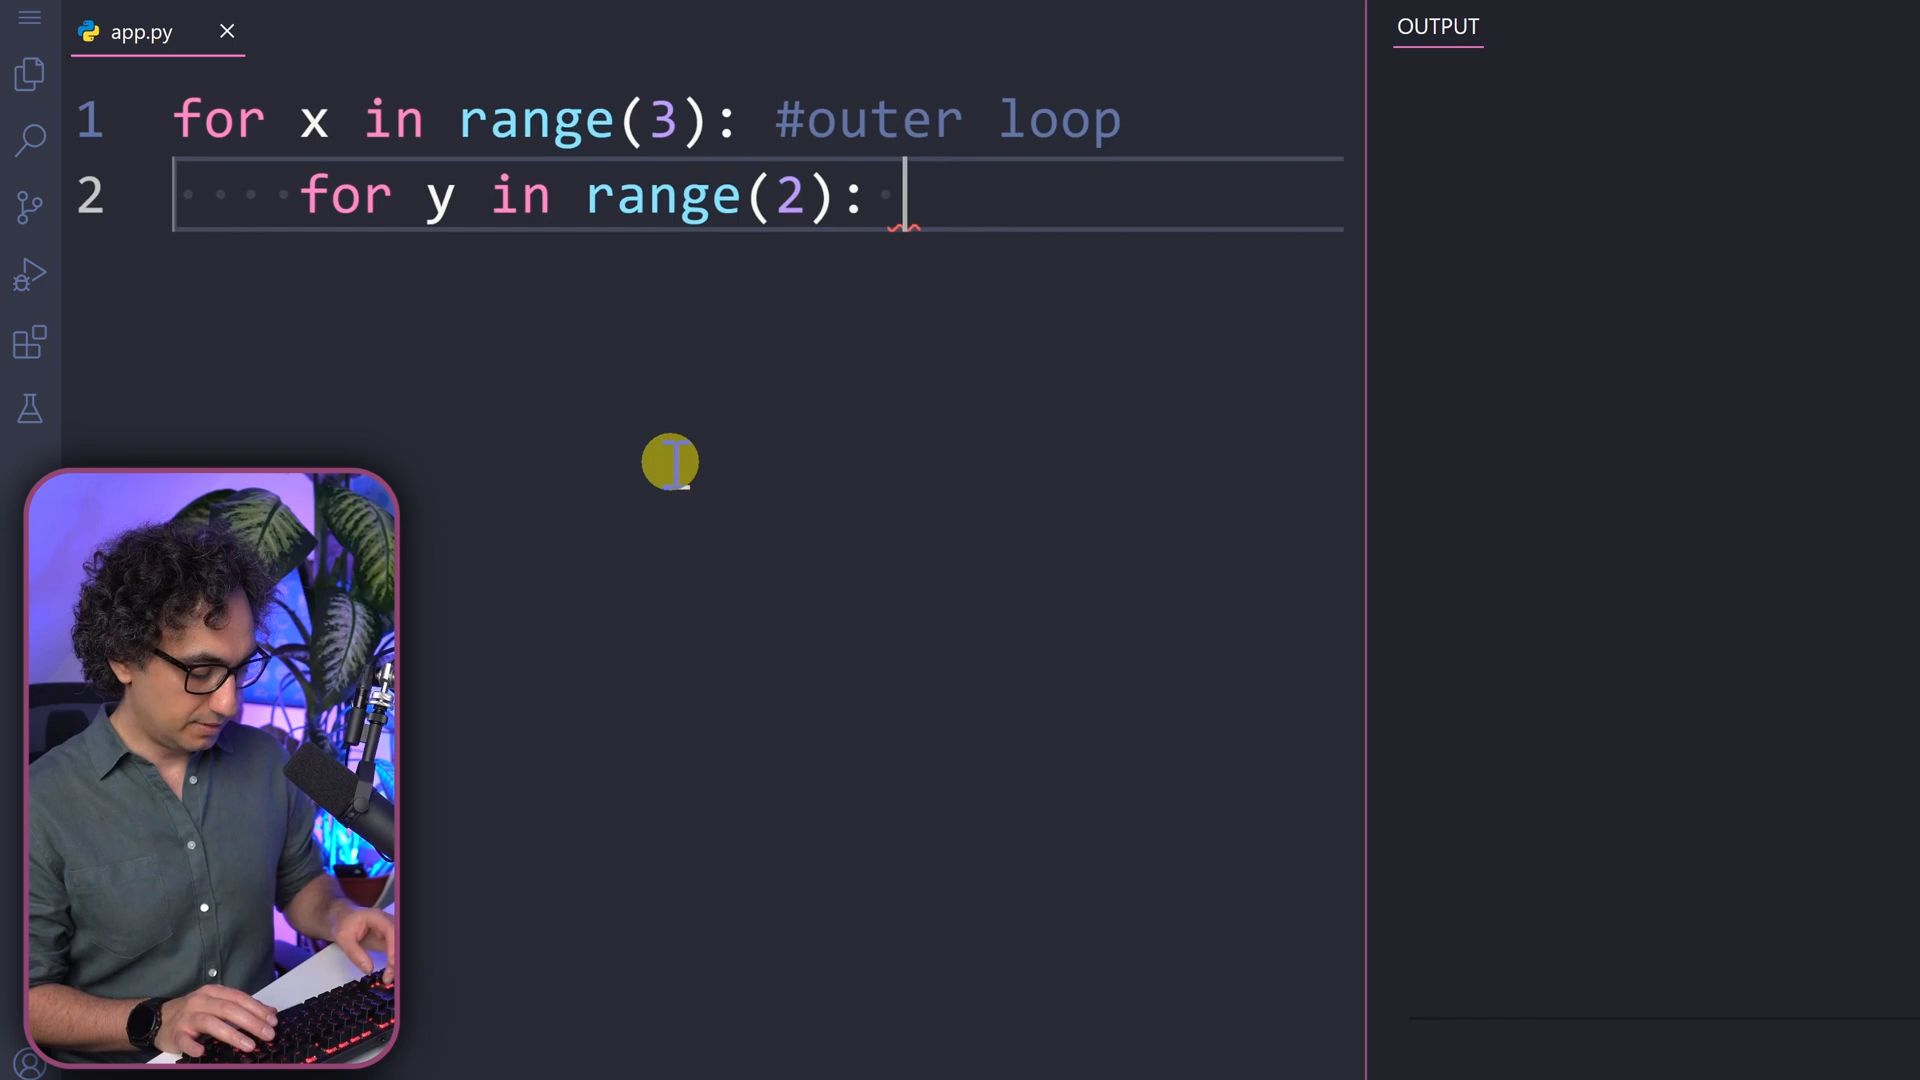 app.py
OUTPUT
1 for x in range(3): #outer loop
2 for y in range(2):